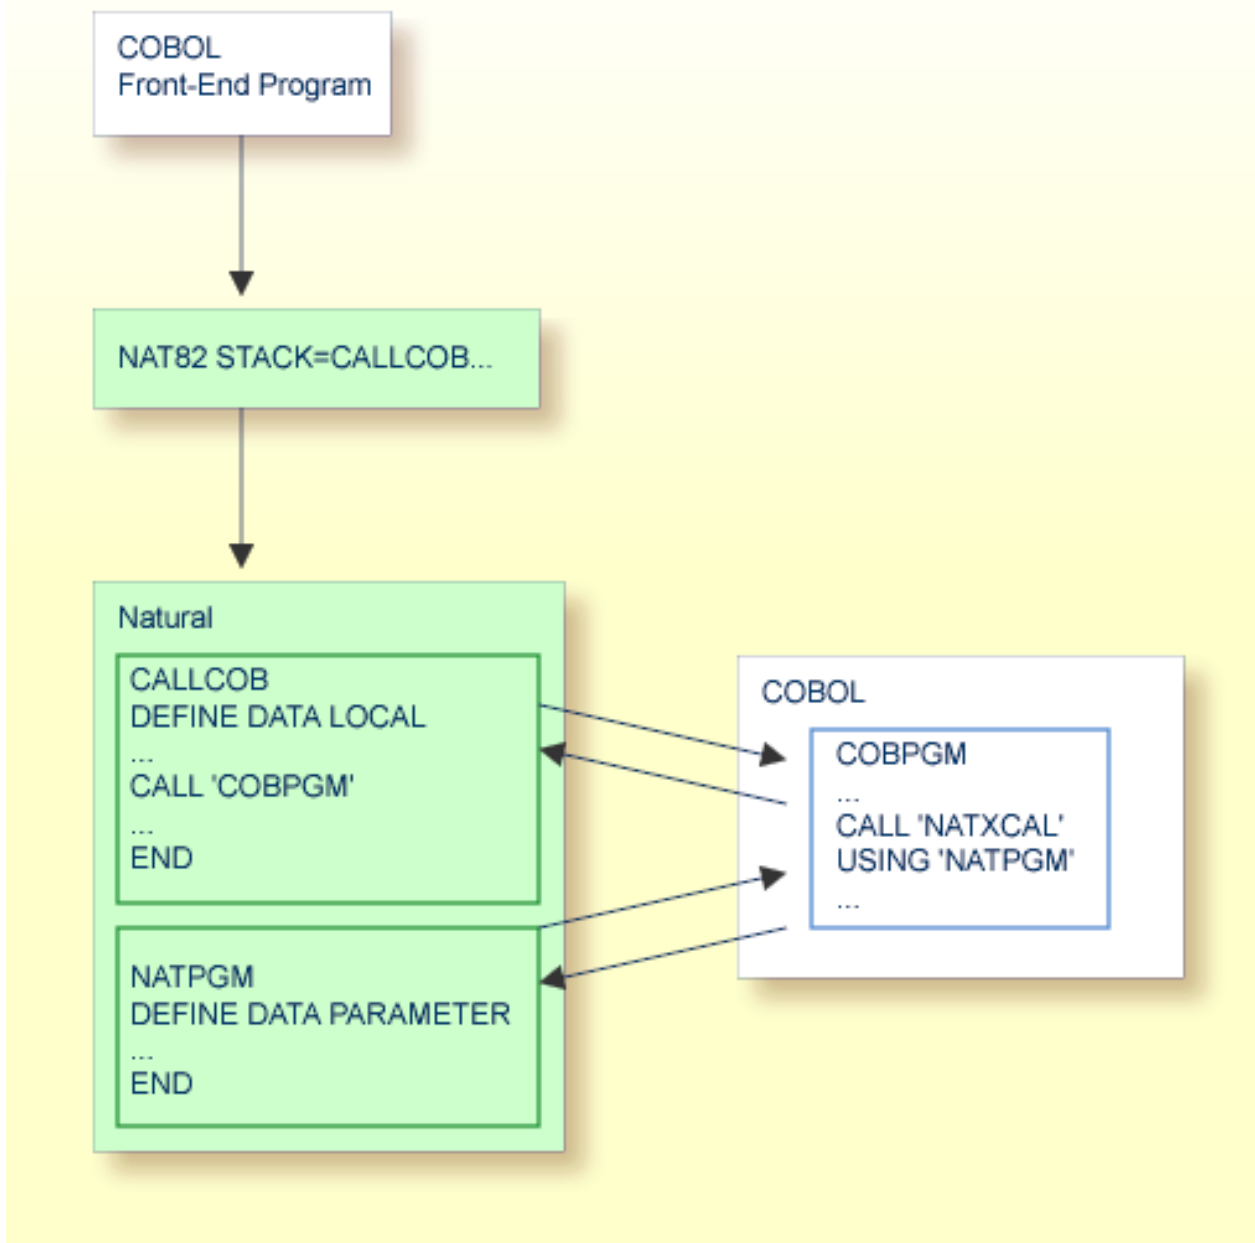 COBOL
Front-End Program
NAT82 STACK=CALLCOB...
Natural
CALLCOB
DEFINE DATA LOCAL
...
CALL 'COBPGM'
...
END
NATPGM
DEFINE DATA PARAMETER
...
END
COBOL
COBPGM
...
CALL 'NATXCAL'
USING 'NATPGM'
...